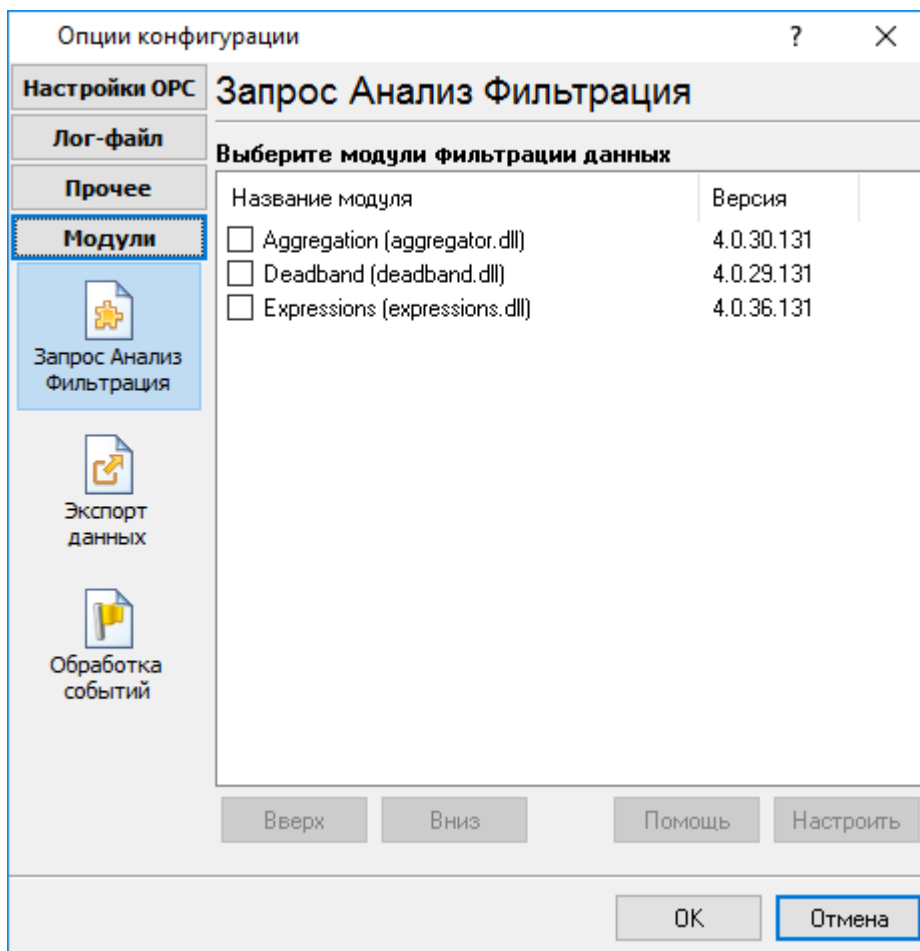 Опции конфигурации
?
Настройки OPC
Лог-файл
Прочее
Модули
Запрос Анализ
Фильтрация
Экспорт
данных
Обработка
событий
Запрос Анализ Фильтрация
Выберите модули фильтрации данных
Название модуля Версия
Aggregation (aggregator.dll) 4.0.30.131
Deadband (deadband.dll) 4.0.29.131
Expressions (expressions.dll) 4.0.36.131
Вверх Вниз Помощь Настроить
OK Отмена